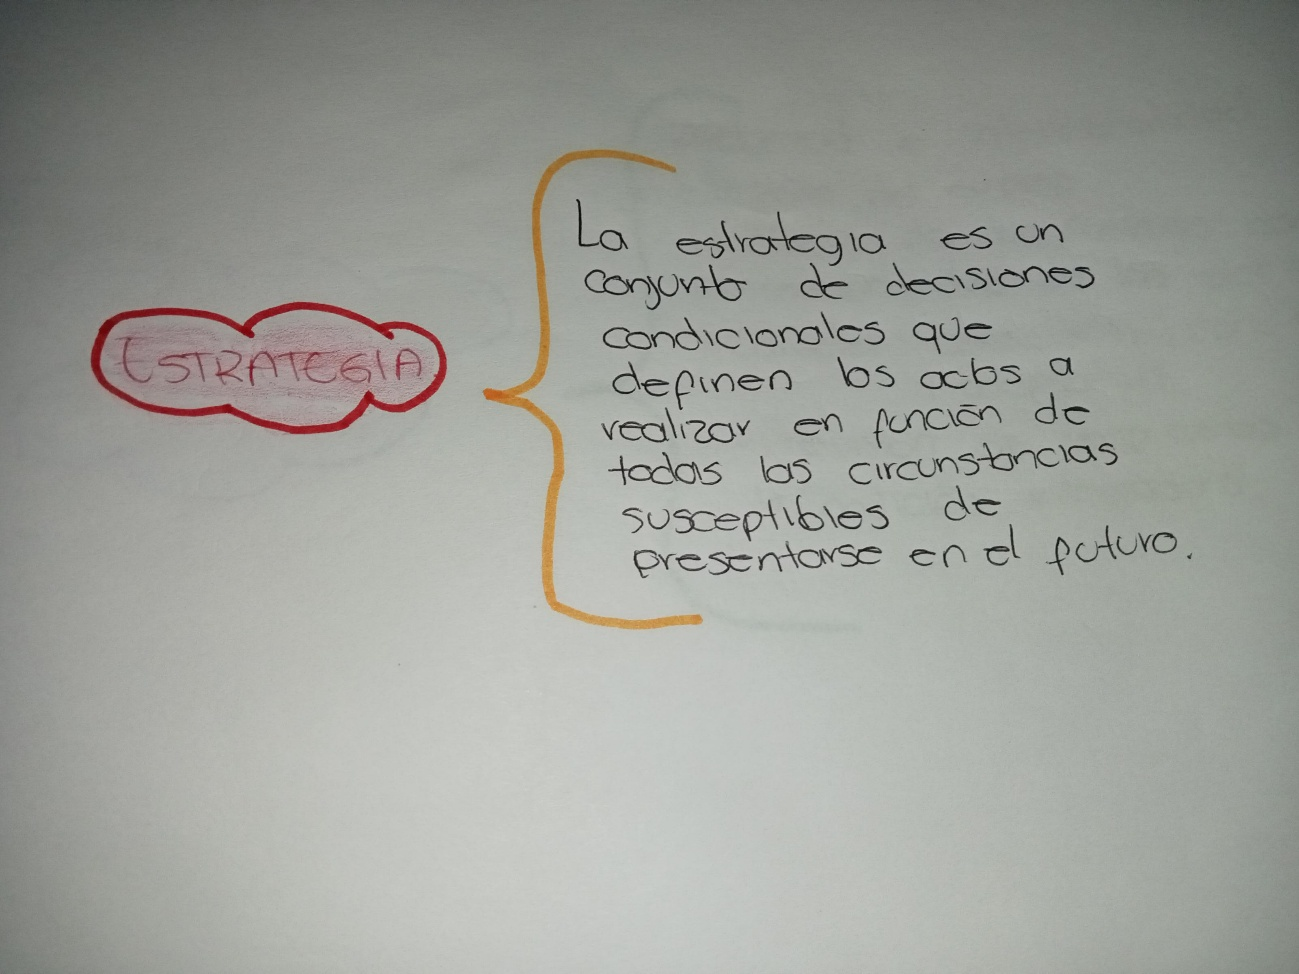 ESTRATEGIA
La estrategia es un
conjunto de decisiones
condicionales que
definen los actos a
realizar en función de
todas las circunstancias
susceptibles de
presentarse en el futuro.